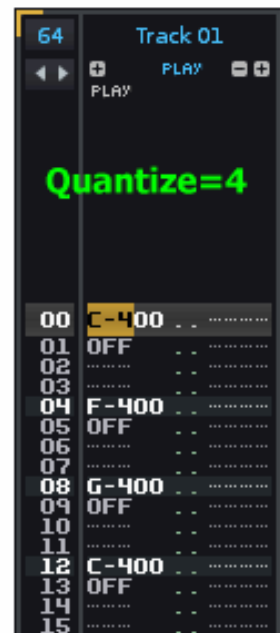 64 Track 01
PLAY
PLAY
Quantize=4
00 C-400 . .
01 OFF . .
02 . .
03 . .
04 F-400 . .
05 OFF . .
06 . .
07 . .
08 G-400 . .
09 OFF . .
10 . .
11 . .
12 C-400 . .
13 OFF . .
14 . .
15 . .